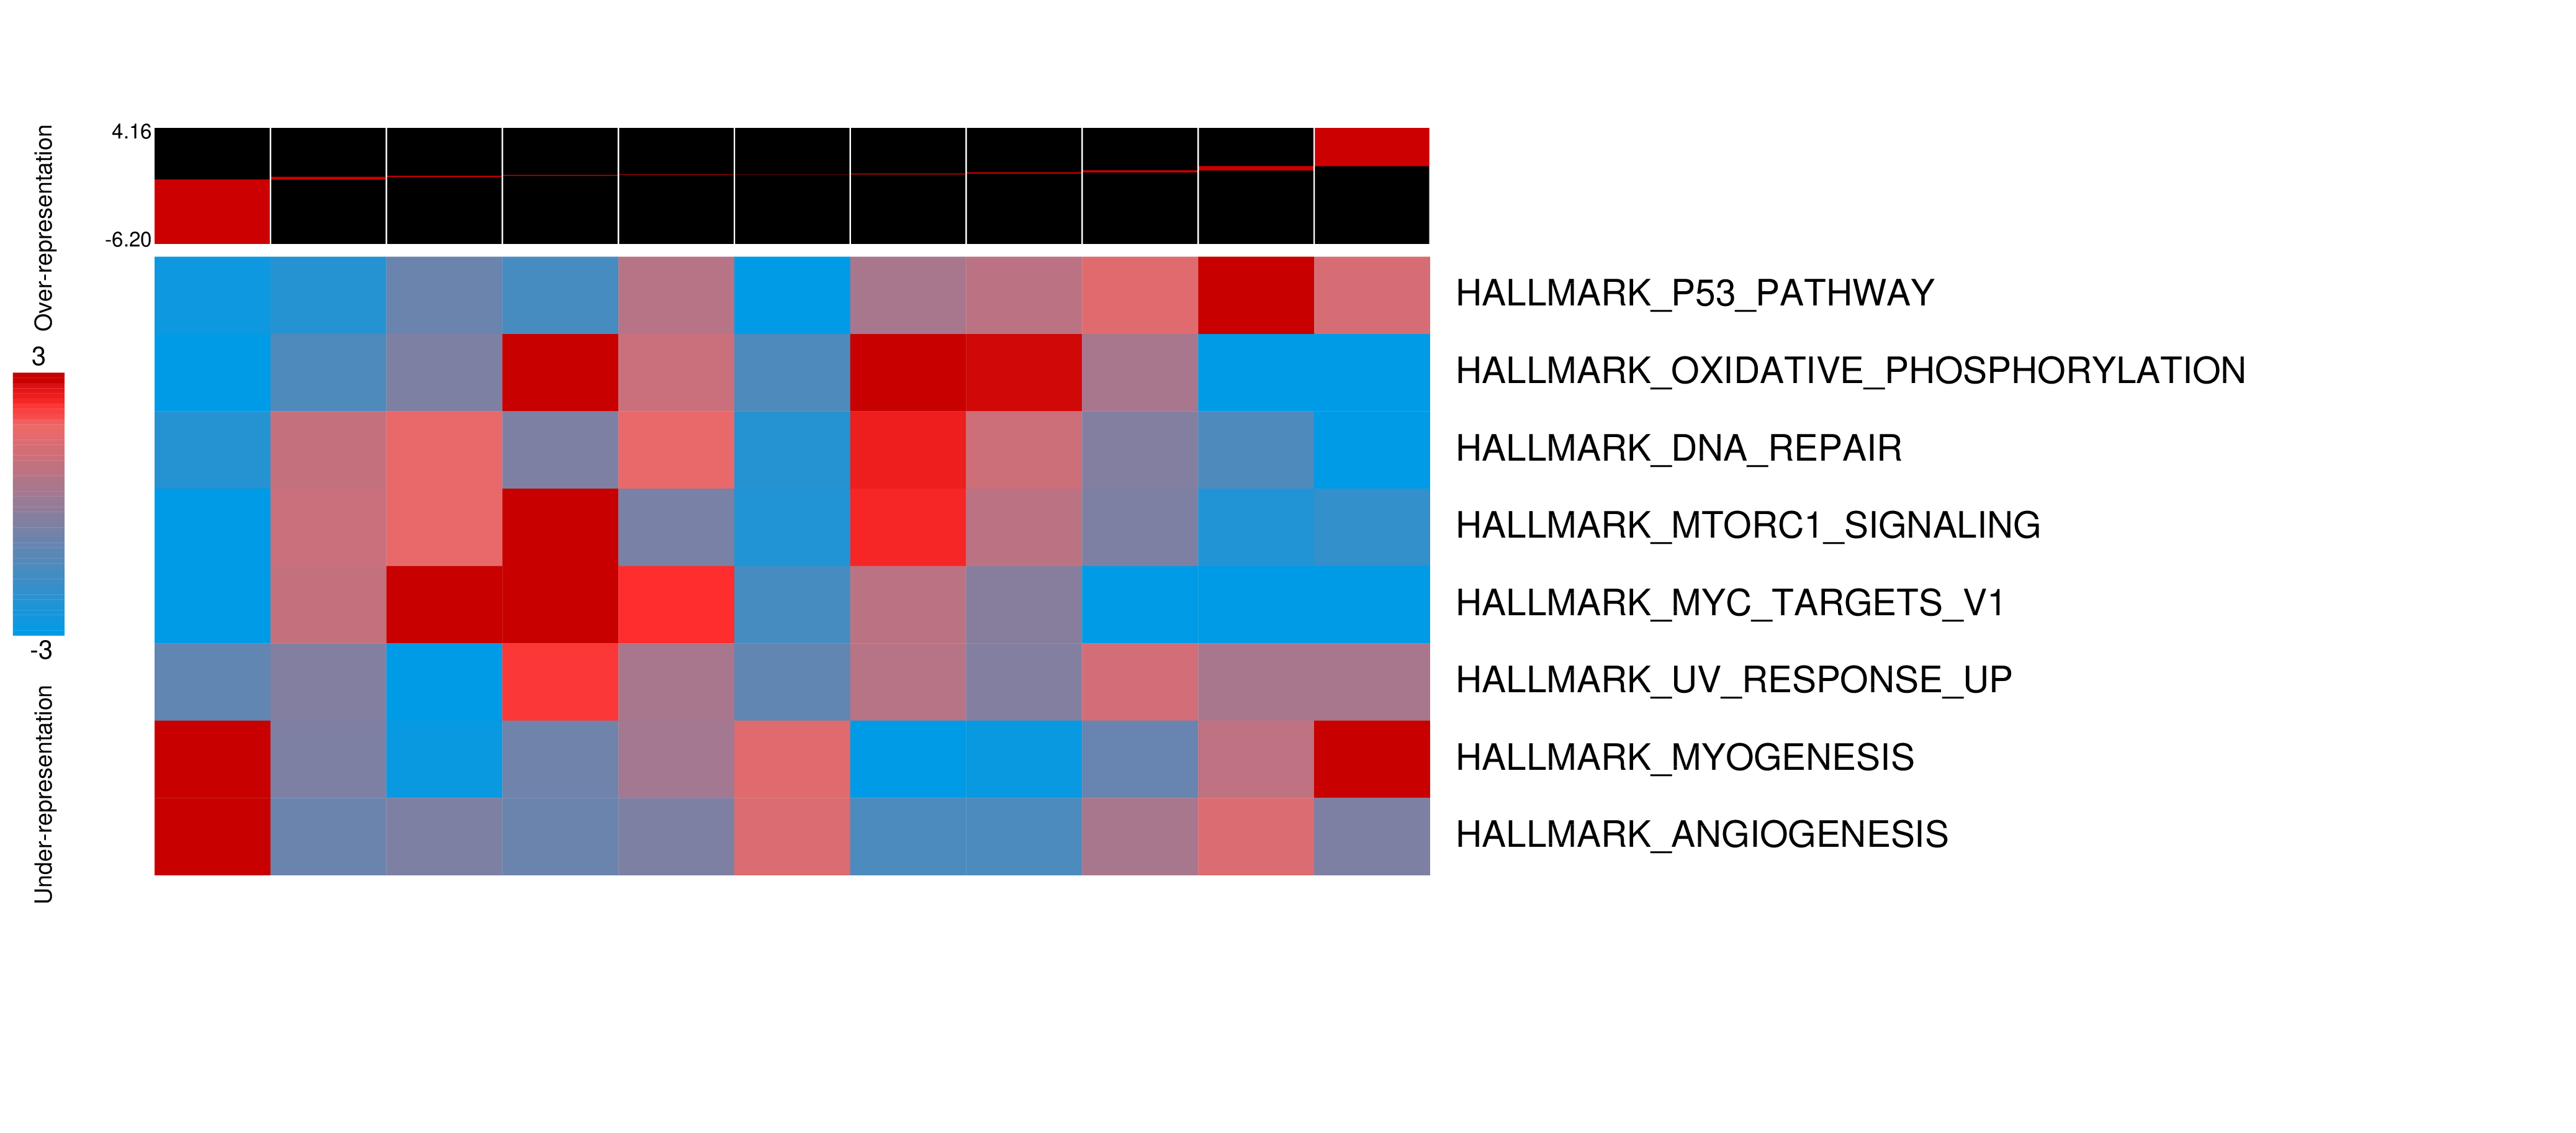 Over-representation
3
-3
Under-representation
4.16
-6.20
HALLMARK_P53_PATHWAY
HALLMARK_OXIDATIVE_PHOSPHORYLATION
HALLMARK_DNA_REPAIR
HALLMARK_MTORC1_SIGNALING
HALLMARK_MYC_TARGETS_V1
HALLMARK_UV_RESPONSE_UP
HALLMARK_MYOGENESIS
HALLMARK_ANGIOGENESIS